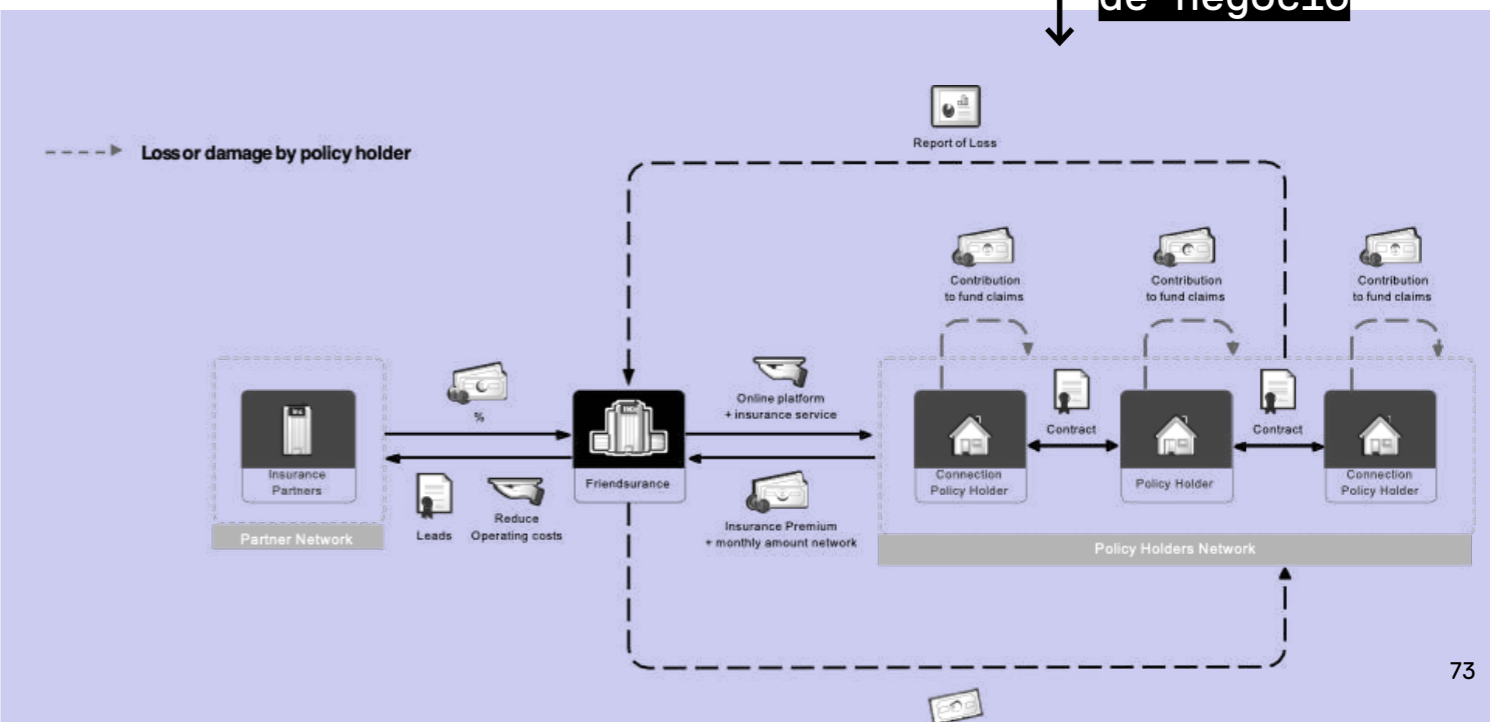 de negocio
Report of Loss
Loss or damage by policy holder
Contribution
to fund claims
Contribution
to fund claims
Contribution
to fund claims
%
Online platform
+ insurance service
Contract
Contract
Insurance
Partners
Friendsurance
Connection
Policy Holder
Policy Holder
Connection
Policy Holder
Leads
Reduce
Operating costs
Insurance Premium
+ monthly amount network
Partner Network
Policy Holders Network
73